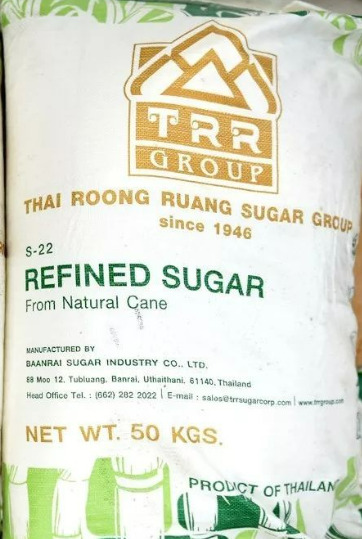 TRR
GROUP
THAI ROONG RUANG SUGAR GROUP
since 1946
S-22
REFINED SUGAR
From Natural Cane
MANUFACTURED BY
BAANRAI SUGAR INDUSTRY CO., LTD.
88 Moo 12, Tubluang, Banrai, Uthaithani, 61140, Thailand
Head Office Tel. : (662) 282 2022 | E-mail : sales@trrsugarcorp.com | www.trrgroup.com
NET WT. 50 KGS.
PRODUCT OF THAILAN